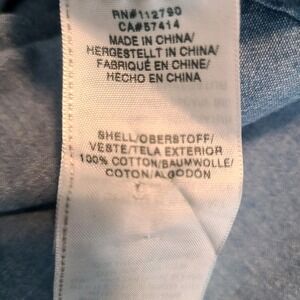 RN#112790
CA#57414
MADE IN CHINA/
HERGESTELLT IN CHINA/
FABRIQUÉ EN CHINE/
HECHO EN CHINA
SHELL/OBERSTOFF/
VESTE/TELA EXTERIOR
100% COTTON/BAUMWOLLE/
COTON/ALGODÓN